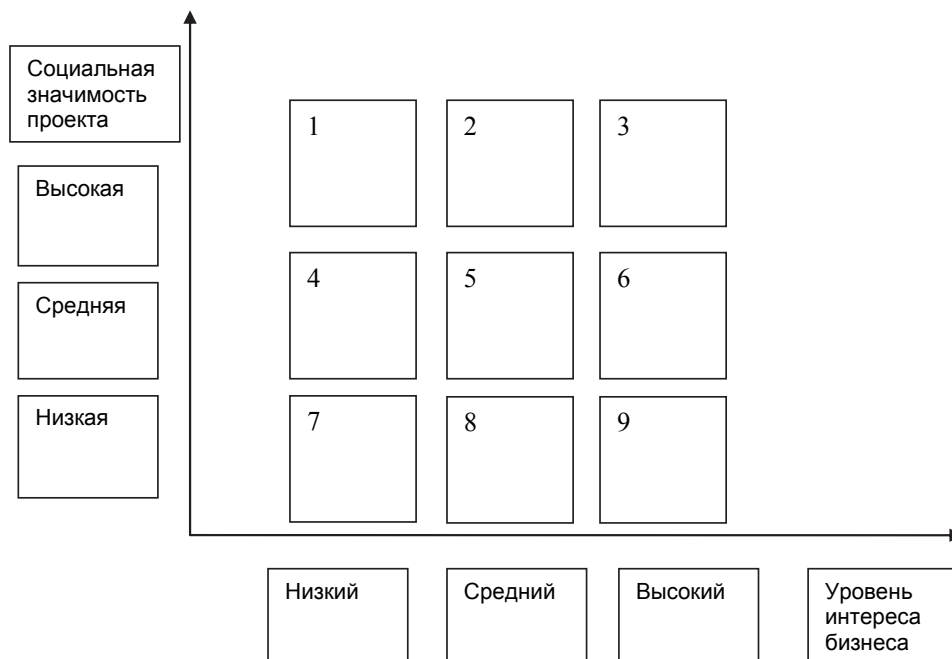 Социальная
значимость
проекта
1 2 3
Высокая
4 5 6
Средняя
Низкая
7 8 9
Низкий Средний Высокий Уровень
интереса
бизнеса